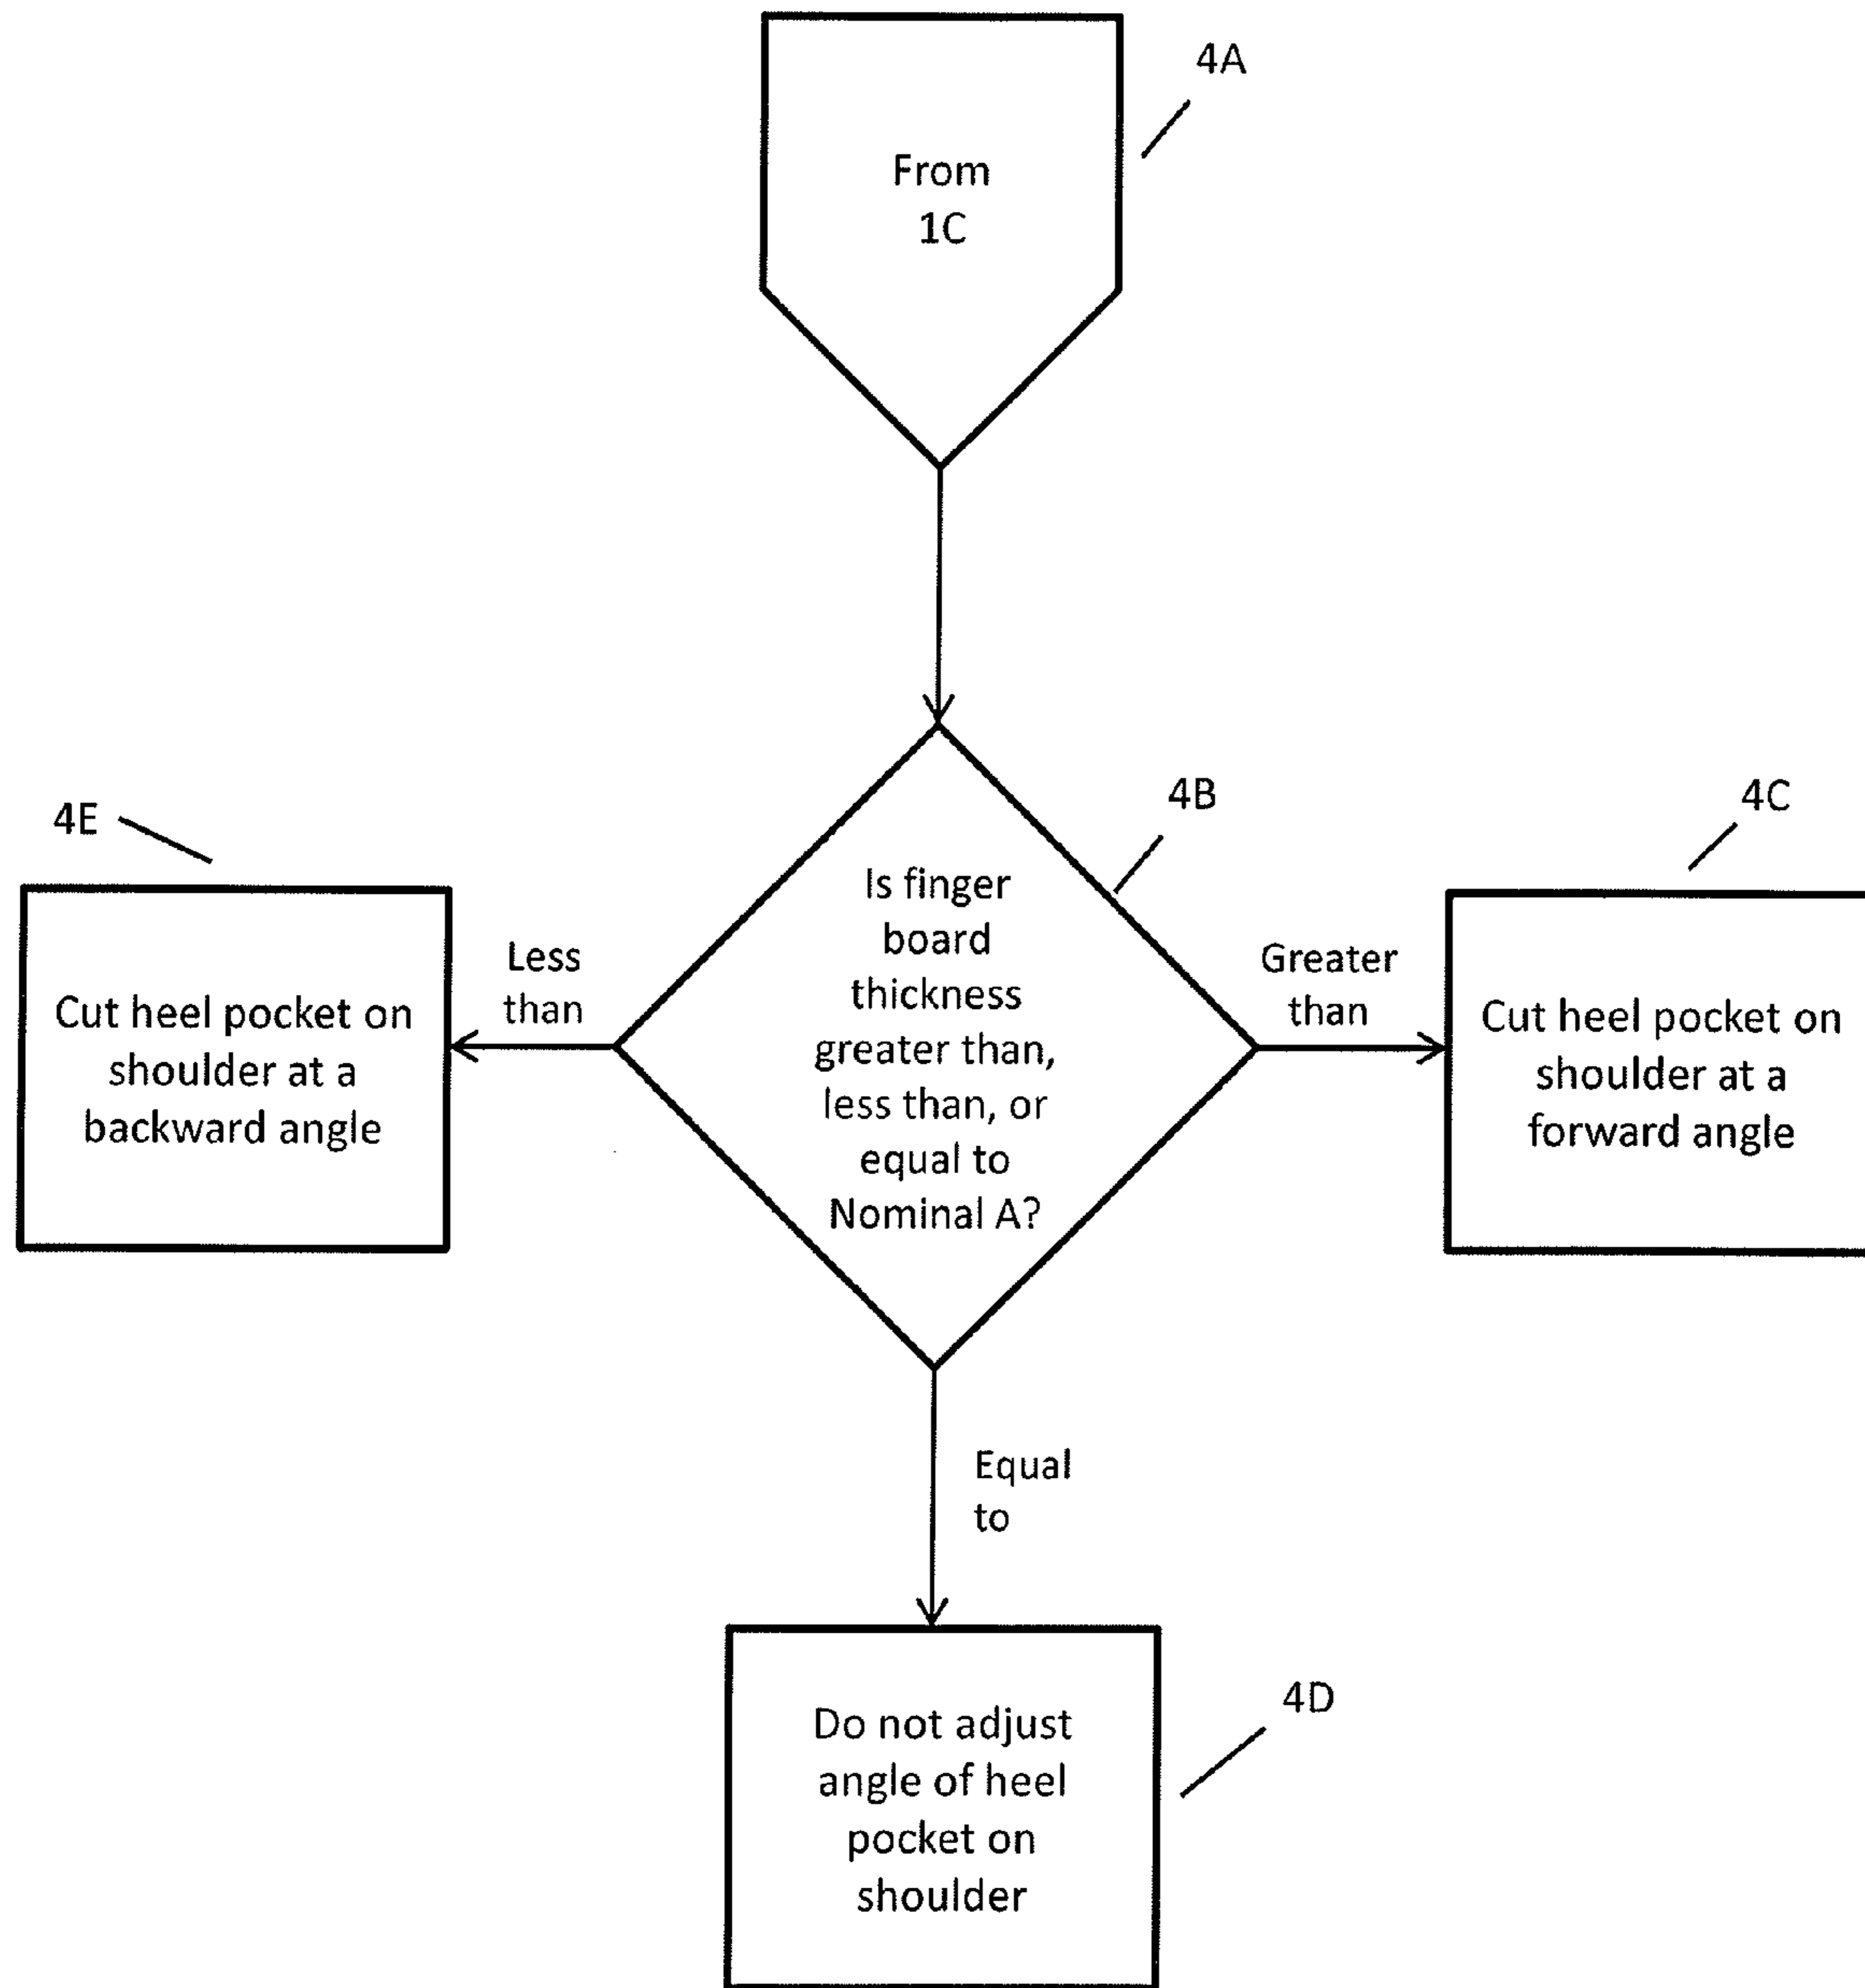 4A
From
1C
4B
4C
4E
Is finger
board
thickness
greater than,
less than, or
equal to
Nominal A?
Less
than
Greater
than
Cut heel pocket on
shoulder at a
backward angle
Cut heel pocket on
shoulder at a
forward angle
Equal
to
4D
Do not adjust
angle of heel
pocket on
shoulder